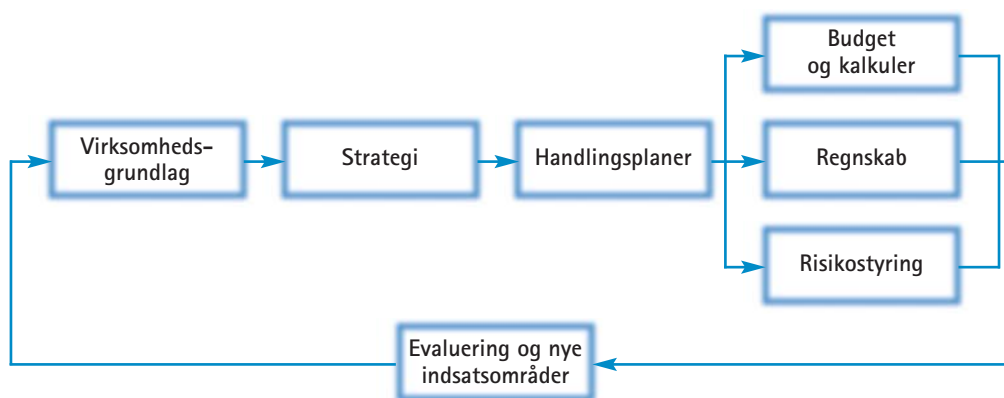 Virksomheds-
grundlag
Strategi
Handlingsplaner
Budget
og kalkuler
Regnskab
Risikostyring
Evaluering og nye
indsatsområder